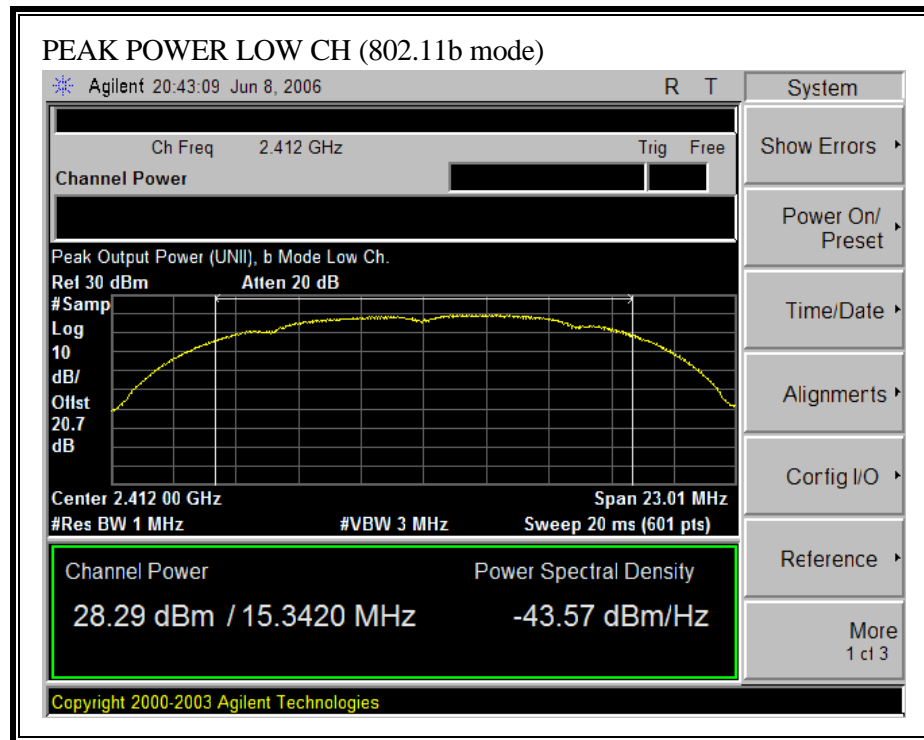 PEAK POWER LOW CH (802.11b mode)
Agilent 20:43:09 Jun 8, 2006 R T
System
Ch Freq 2.412 GHz Trig Free
Channel Power
Show Errors
Power On/
Preset
Time/Date
Alignments
Config I/O
Reference
More
1 of 3
Peak Output Power (UNII), b Mode Low Ch.
Ref 30 dBm Atten 20 dB
#Samp
Log
10
dB/
Offst
20.7
dB
Center 2.412 00 GHz Span 23.01 MHz
#Res BW 1 MHz #VBW 3 MHz Sweep 20 ms (601 pts)
Channel Power Power Spectral Density
28.29 dBm / 15.3420 MHz -43.57 dBm/Hz
Copyright 2000-2003 Agilent Technologies